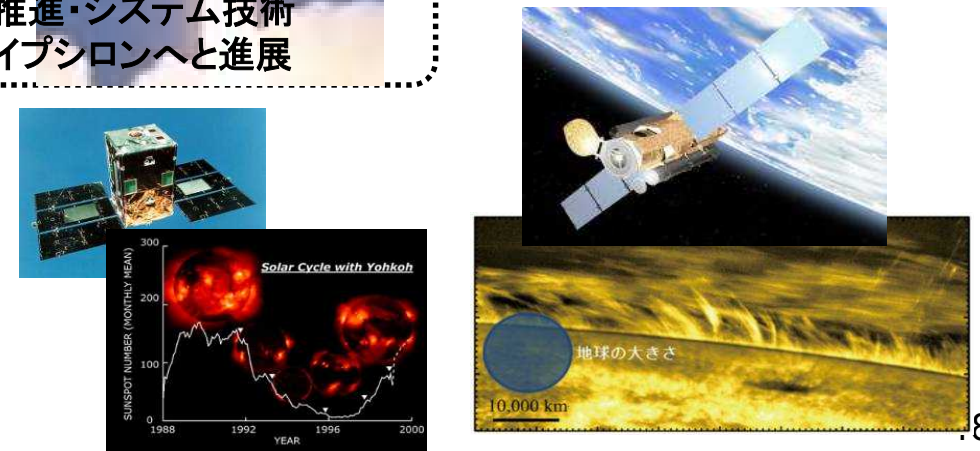 推進・システム技術
イプシロンへと進展
Solar Cycle with Yohkoh
SUNSPOT NUMBER (MONTHLY MEAN)
300
200
100
0
1988
1992
1996
2000
YEAR
地球の大きさ
10,000 km